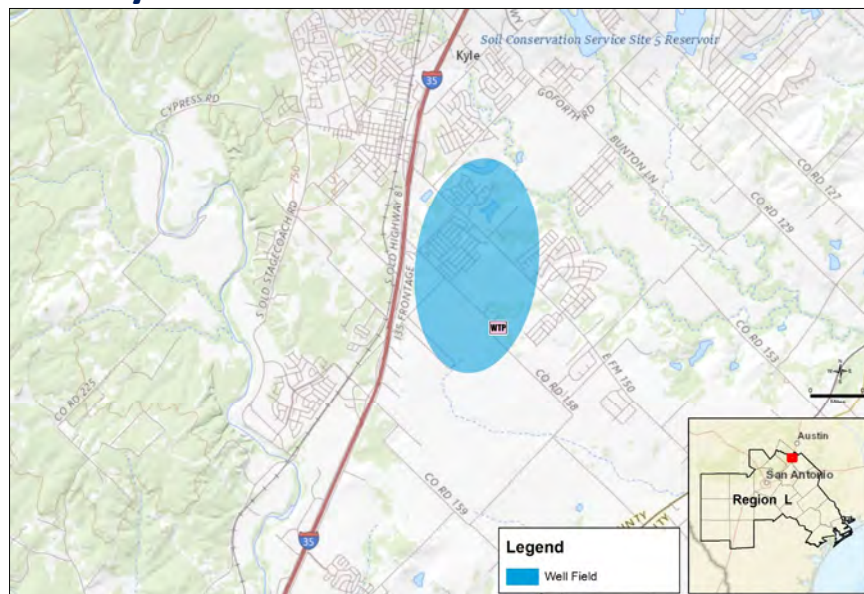 Soil Conservation Service Site 5 Reservoir
Kyle
35
GOFORTH RD
CYPRESS RD
BUNTON LN
CO RD 127
CO RD 129
750
S OLD STAGECOACH RD
S OLD HIGHWAY 81
I35 FRONTAGE
WTP
CO RD 153
E FM 150
CO RD 158
CO RD 225
CO RD 159
35
Austin
San Antonio
Region L
Legend
Well Field